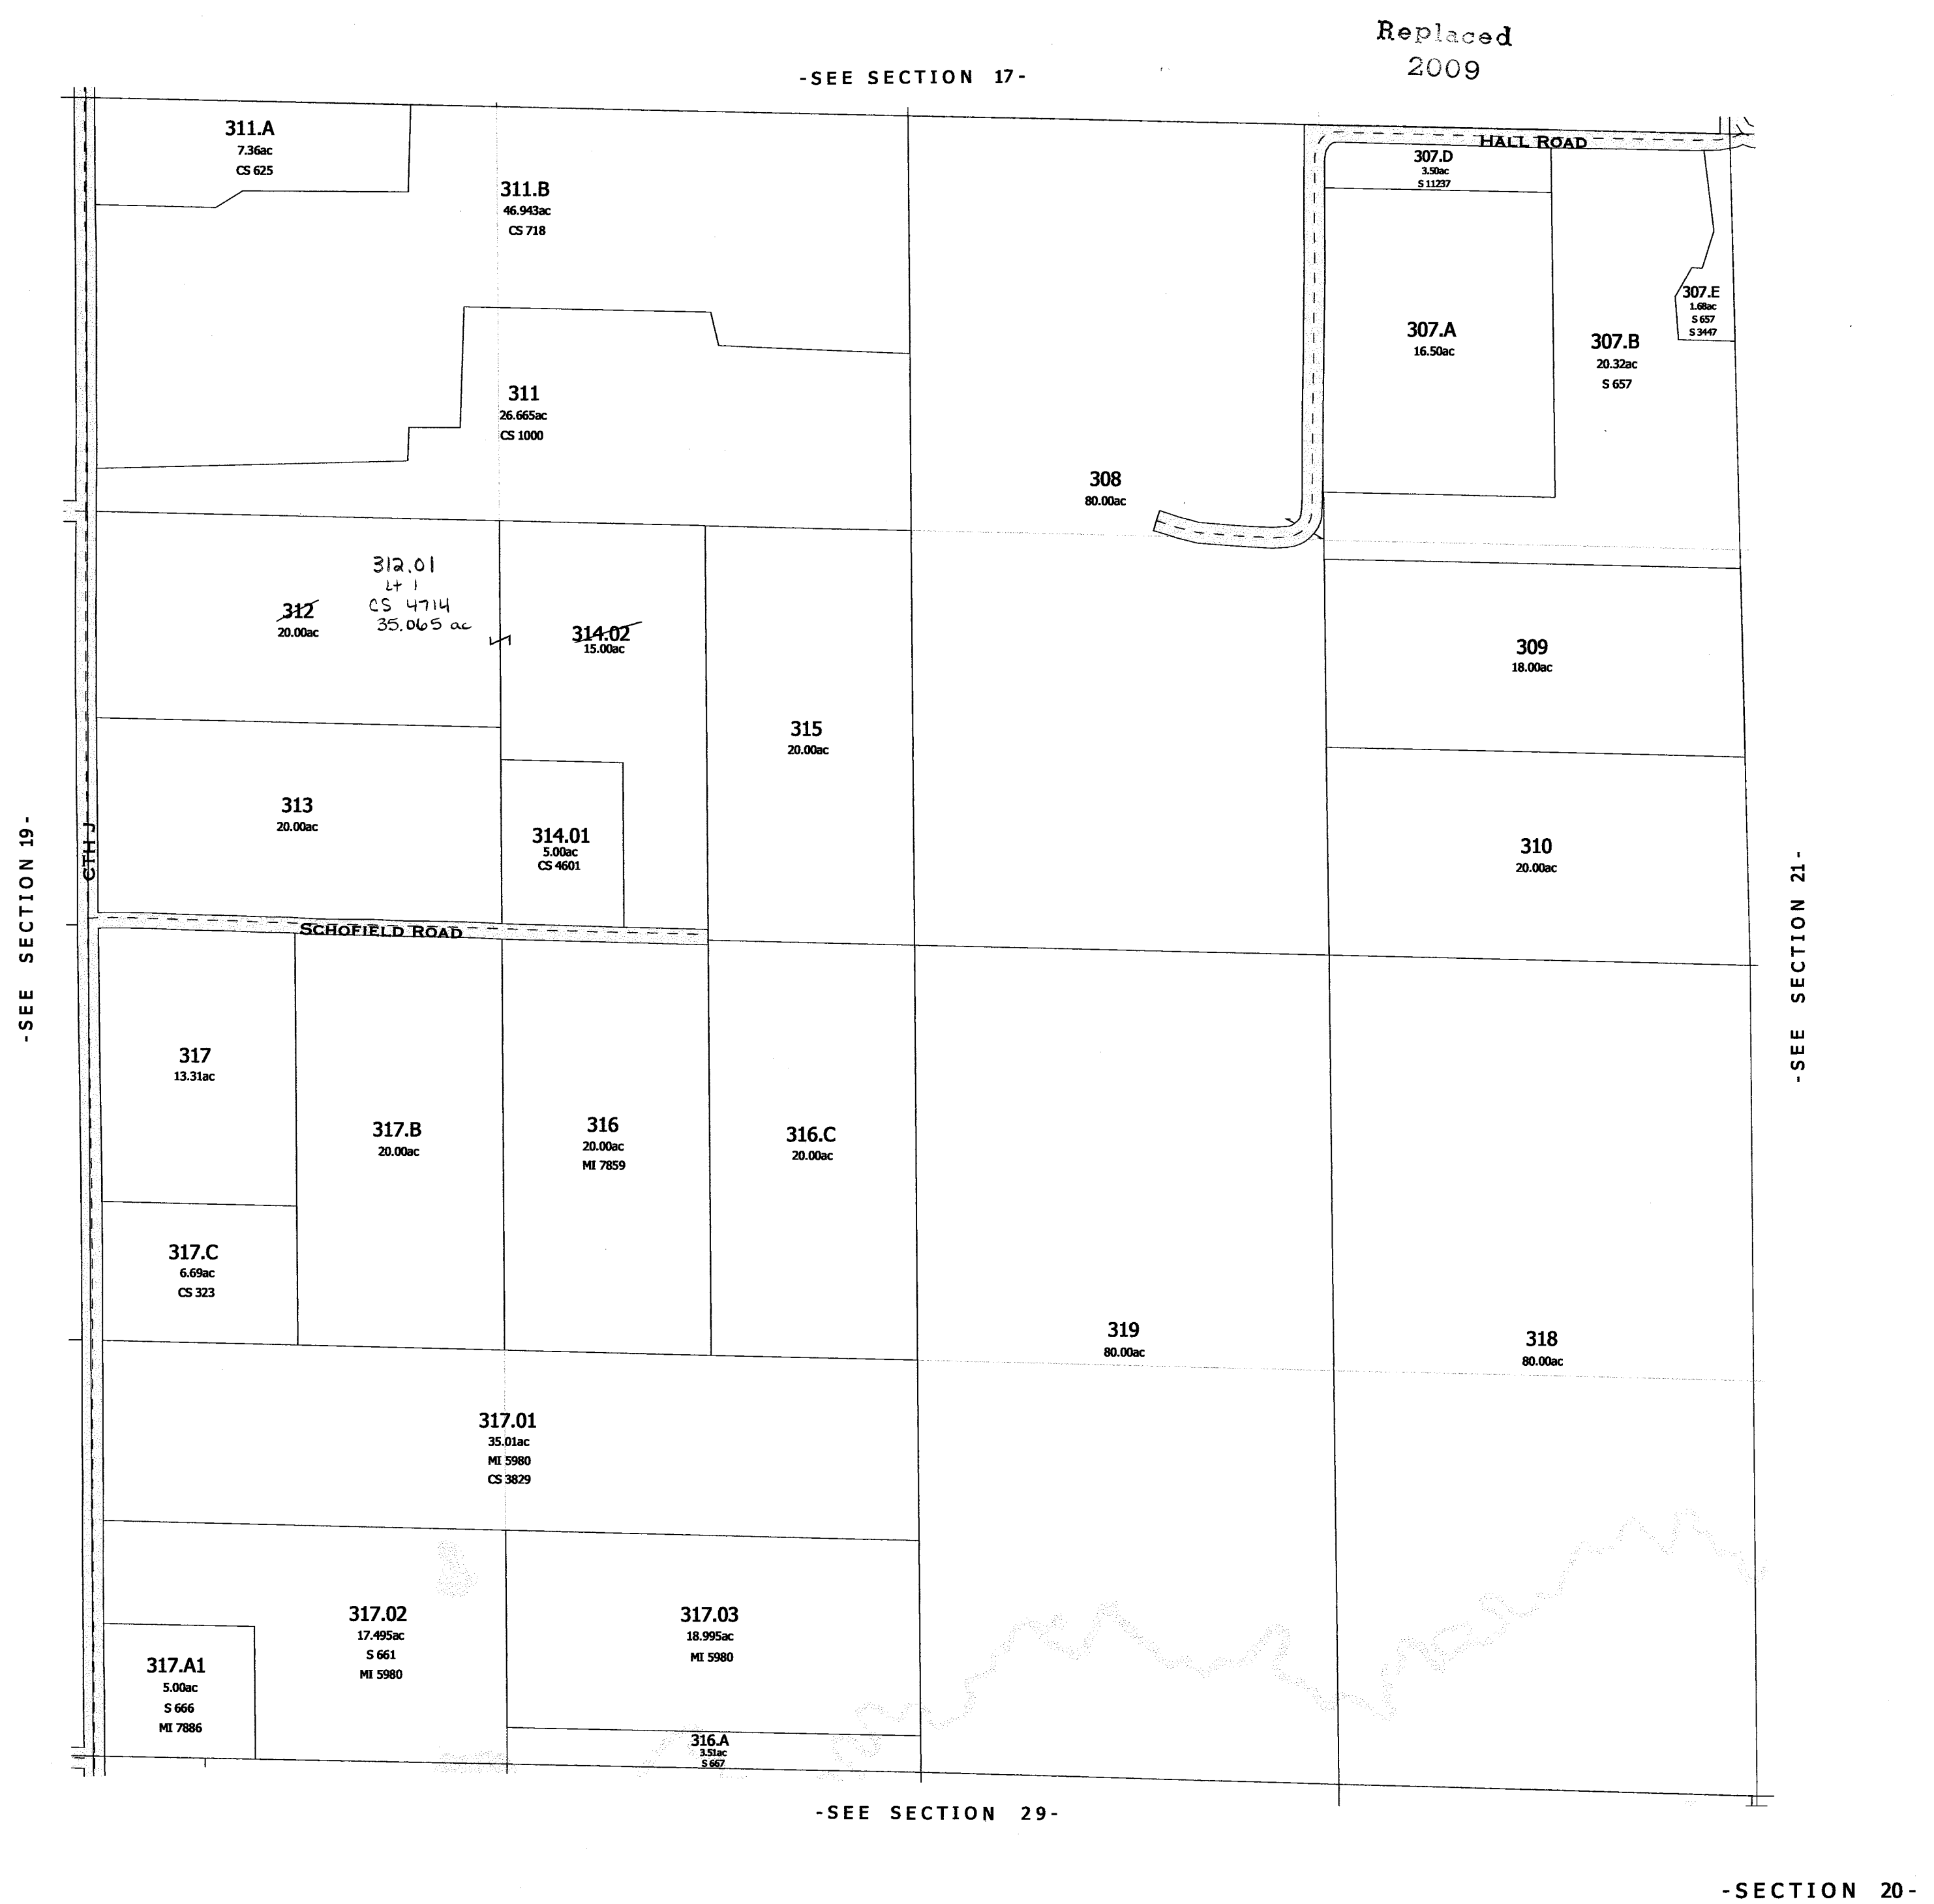 Replaced
2009
-SEE SECTION 17-
HALL ROAD
311.A
7.36ac
CS 625
311.B
46.943ac
CS 718
307.D
3.50ac
S 11237
307.E
1.68ac
S 657
S 3447
307.A
16.50ac
307.B
20.32ac
S 657
311
26.665ac
CS 1000
308
80.00ac
312.01
Lt 1
CS 4714
35.065 ac
312
20.00ac
314.02
15.00ac
309
18.00ac
315
20.00ac
313
20.00ac
314.01
5.00ac
CS 4601
310
20.00ac
CTH J
-SEE SECTION 19-
-SEE SECTION 21-
SCHOFIELD ROAD
317
13.31ac
317.B
20.00ac
316
20.00ac
MI 7859
316.C
20.00ac
317.C
6.69ac
CS 323
319
80.00ac
318
80.00ac
317.01
35.01ac
MI 5980
CS 3829
317.02
17.495ac
S 661
MI 5980
317.03
18.995ac
MI 5980
317.A1
5.00ac
S 666
MI 7886
316.A
3.51ac
S 667
-SEE SECTION 29-
-SECTION 20-